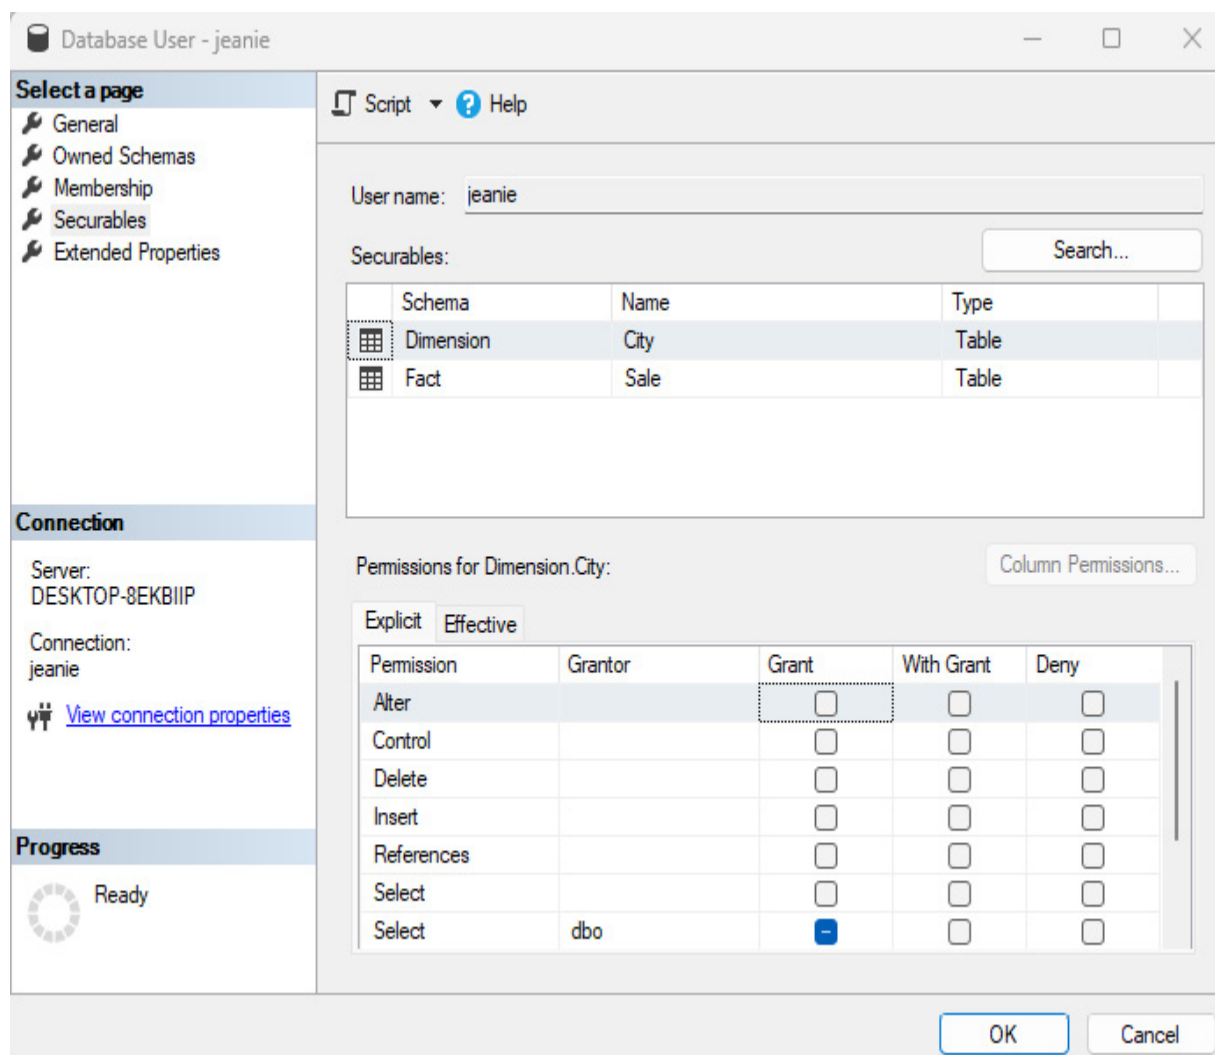 Database User - jeanie
Select a page
General
Owned Schemas
Membership
Securables
Extended Properties
Script Help
User name: jeanie
Securables: Search...
Schema Name Type
Dimension City Table
Fact Sale Table
Connection
Server:
DESKTOP-8EKBIIP
Connection:
jeanie
View connection properties
Progress
Ready
Permissions for Dimension.City: Column Permissions...
Explicit Effective
Permission Grantor Grant With Grant Deny
Alter
Control
Delete
Insert
References
Select
Select dbo
OK Cancel